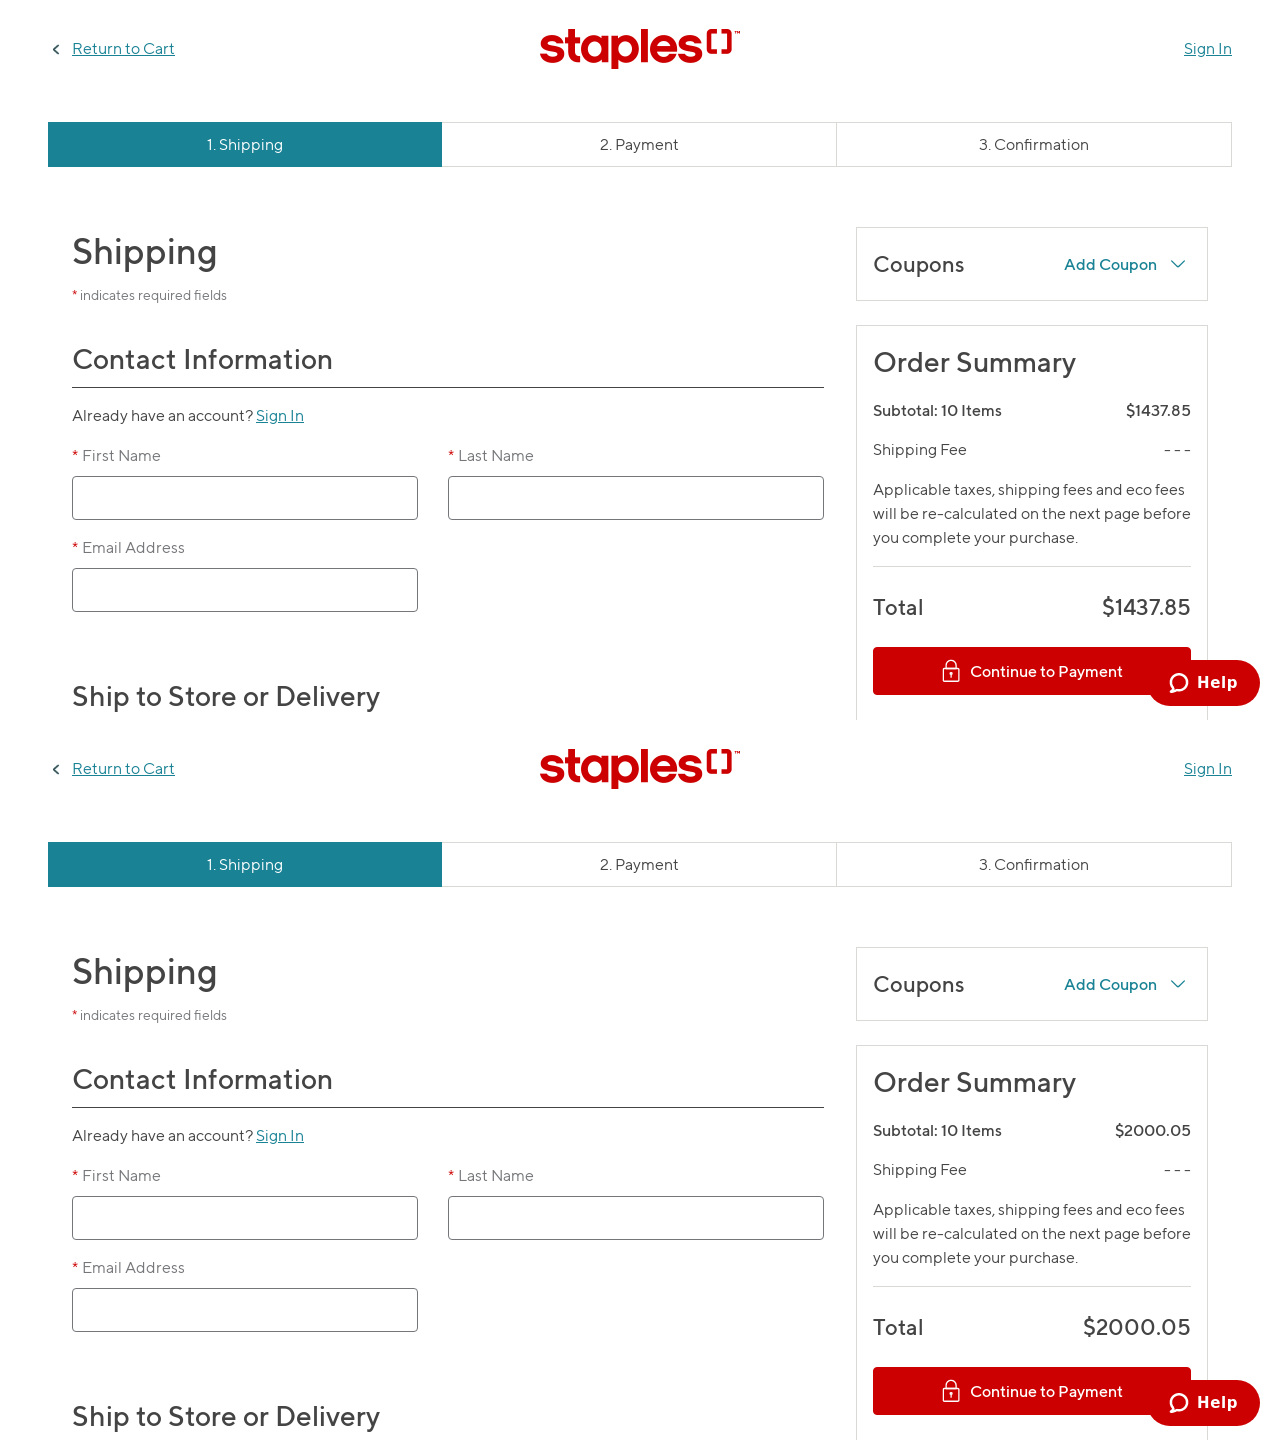 Return to Cart
staples™
Sign In
1. Shipping
2. Payment
3. Confirmation
Shipping
* indicates required fields
Contact Information
Already have an account? Sign In
* First Name
* Last Name
* Email Address
Ship to Store or Delivery
Coupons
Add Coupon
Order Summary
Subtotal: 10 Items $1437.85
Shipping Fee - - -
Applicable taxes, shipping fees and eco fees
will be re-calculated on the next page before
you complete your purchase.
Total $1437.85
Continue to Payment
Help
Return to Cart
staples™
Sign In
1. Shipping
2. Payment
3. Confirmation
Shipping
* indicates required fields
Contact Information
Already have an account? Sign In
* First Name
* Last Name
* Email Address
Ship to Store or Delivery
Coupons
Add Coupon
Order Summary
Subtotal: 10 Items $2000.05
Shipping Fee - - -
Applicable taxes, shipping fees and eco fees
will be re-calculated on the next page before
you complete your purchase.
Total $2000.05
Continue to Payment
Help